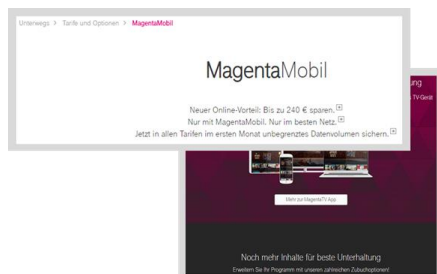 Unterwegs > Tarife und Optionen > MagentaMobil
MagentaMobil
Neuer Online-Vorteil: Bis zu 240 € sparen.
Nur mit MagentaMobil. Nur im besten Netz.
Jetzt in allen Tarifen im ersten Monat unbegrenztes Datenvolumen sichern.
TV-Gerät
Mehr zur MagentaTV App
Noch mehr Inhalte für beste Unterhaltung
Erweitern Sie Ihr Programm mit unseren zahlreichen Zubuchoptionen!